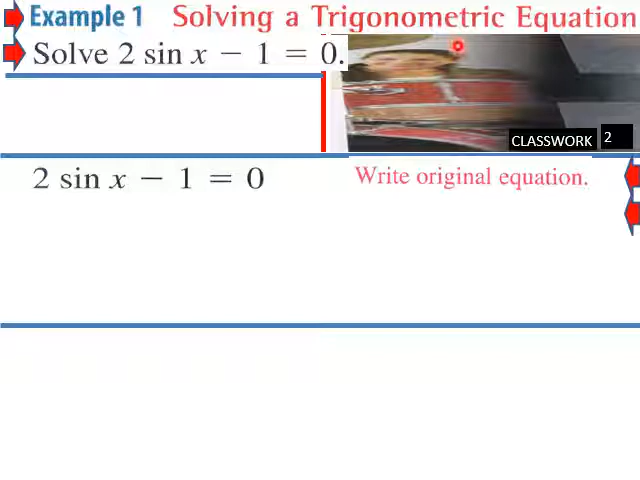 Example 1 Solving a Trigonometric Equation
Solve 2 sin x − 1 = 0.
CLASSWORK 2
2 sin x − 1 = 0 Write original equation.